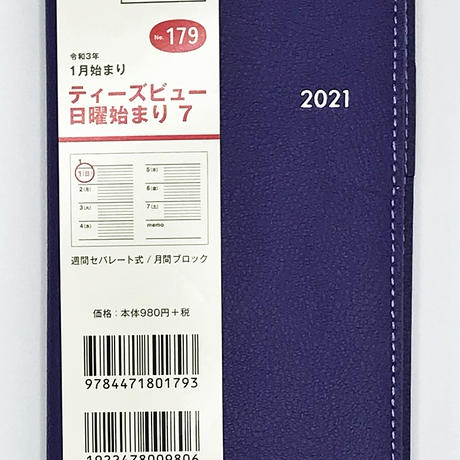 No. 179
令和3年
1月始まり
ティーズビュー
日曜始まり 7
2021
1
1(日)
2(月)
3(火)
4(水)
5(木)
6(金)
7(土)
memo
週間セパレート式/月間ブロック
価格:本体980円+税
9784471801793
1922478009806